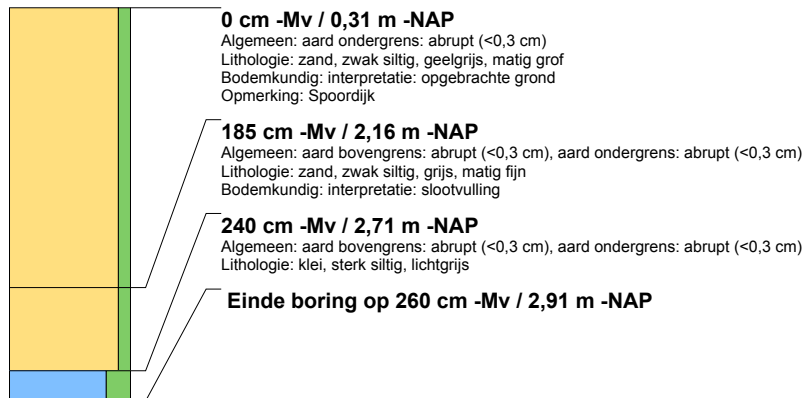 0 cm -Mv / 0,31 m -NAP
Algemeen: aard ondergrens: abrupt (<0,3 cm)
Lithologie: zand, zwak siltig, geelgrijs, matig grof
Bodemkundig: interpretatie: opgebrachte grond
Opmerking: Spoordijk
185 cm -Mv / 2,16 m -NAP
Algemeen: aard bovengrens: abrupt (<0,3 cm), aard ondergrens: abrupt (<0,3 cm)
Lithologie: zand, zwak siltig, grijs, matig fijn
Bodemkundig: interpretatie: slootvulling
240 cm -Mv / 2,71 m -NAP
Algemeen: aard bovengrens: abrupt (<0,3 cm), aard ondergrens: abrupt (<0,3 cm)
Lithologie: klei, sterk siltig, lichtgrijs
Einde boring op 260 cm -Mv / 2,91 m -NAP